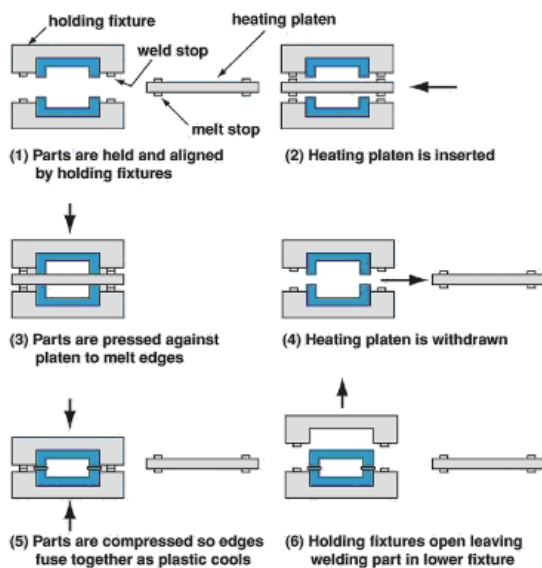 holding fixture
weld stop
heating platen
melt stop
(1) Parts are held and aligned
by holding fixtures
(2) Heating platen is inserted
(3) Parts are pressed against
platen to melt edges
(4) Heating platen is withdrawn
(5) Parts are compressed so edges
fuse together as plastic cools
(6) Holding fixtures open leaving
welding part in lower fixture